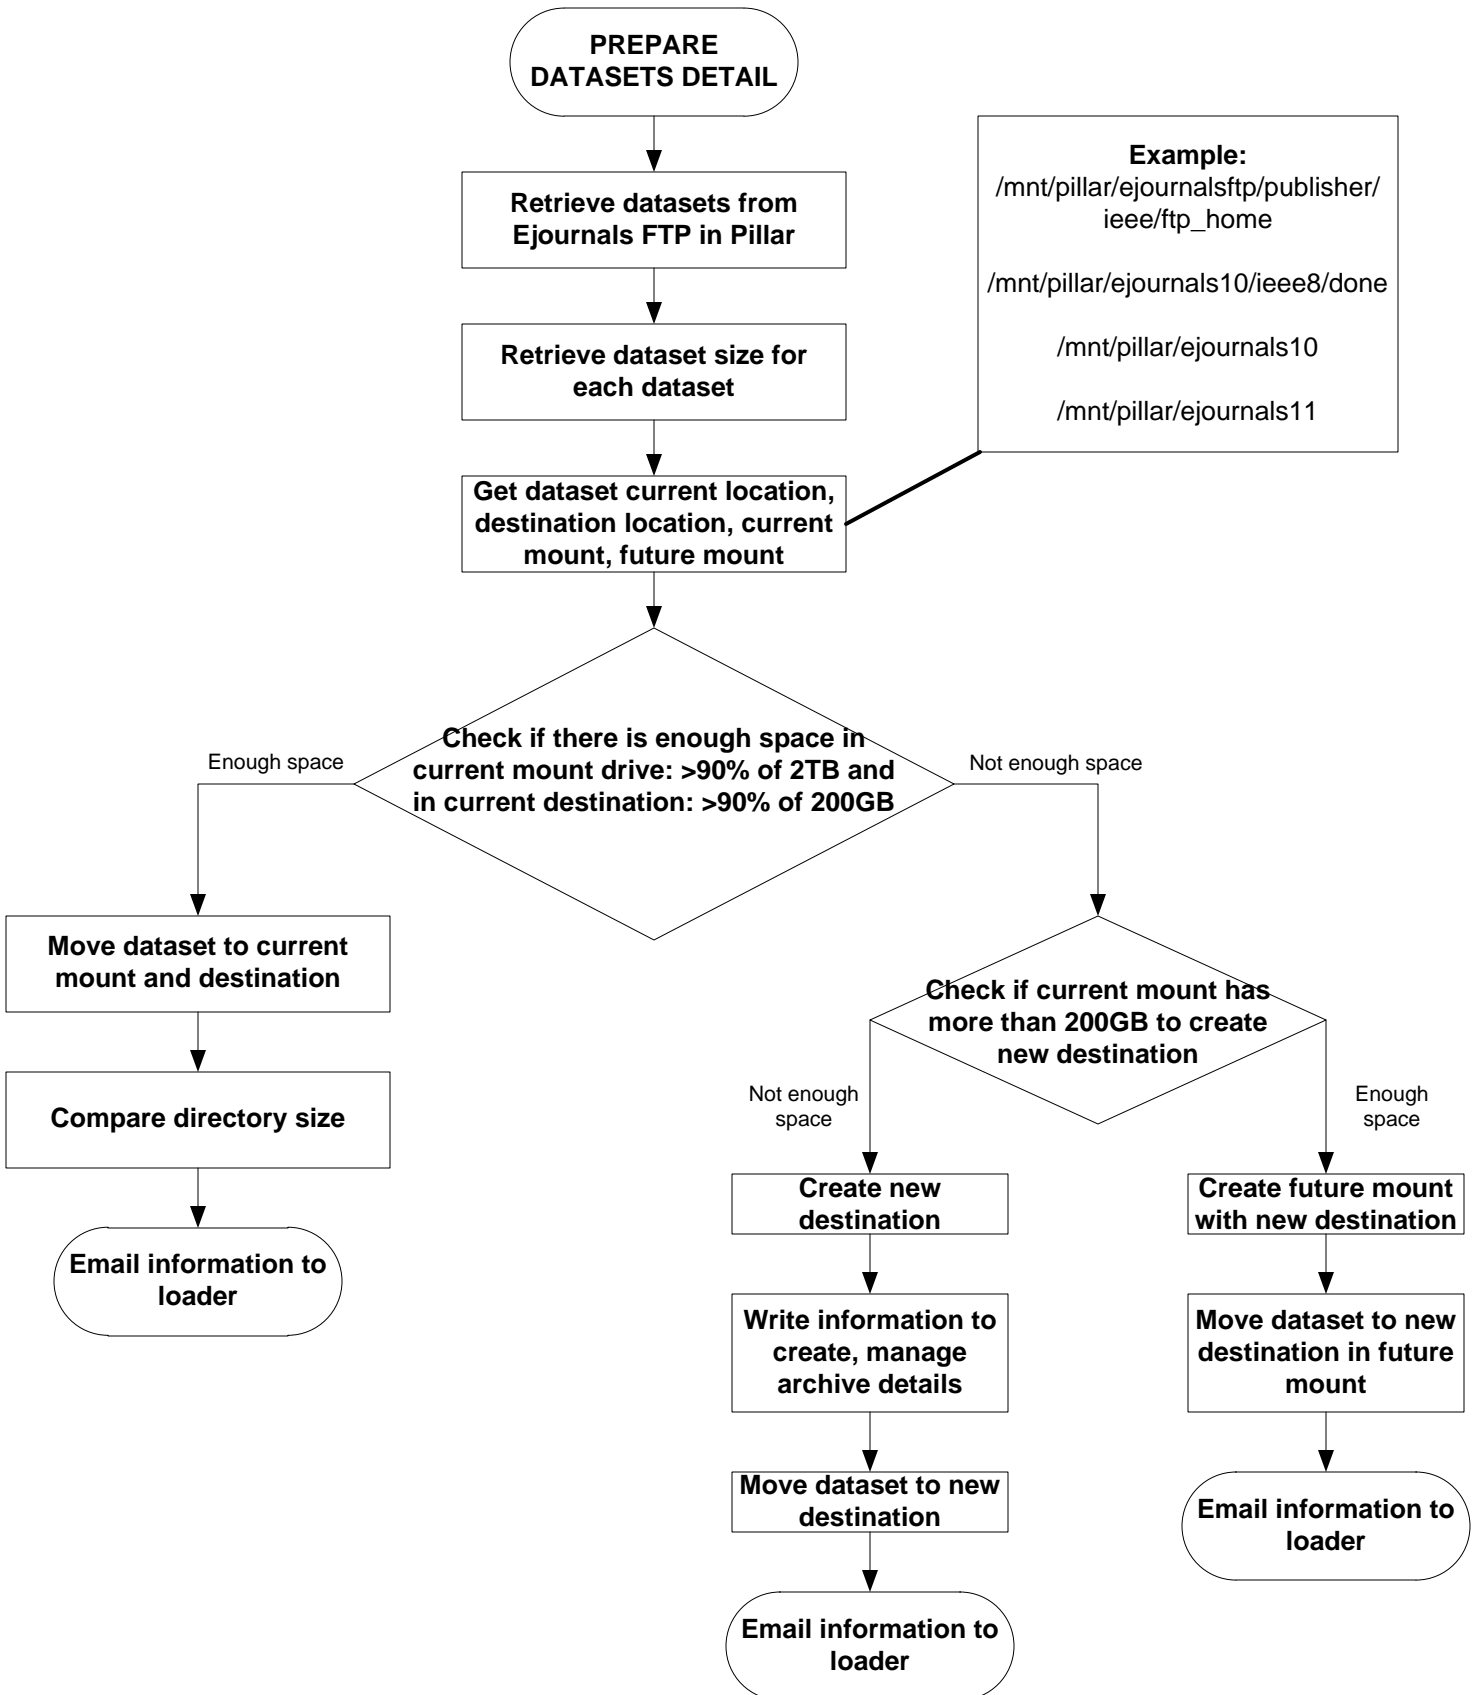 PREPARE
DATASETS DETAIL
Retrieve datasets from
Ejournals FTP in Pillar
Example:
/mnt/pillar/ejournalsftp/publisher/
ieee/ftp_home
/mnt/pillar/ejournals10/ieee8/done
/mnt/pillar/ejournals10
/mnt/pillar/ejournals11
Retrieve dataset size for
each dataset
Get dataset current location,
destination location, current
mount, future mount
Check if there is enough space in
current mount drive: >90% of 2TB and
in current destination: >90% of 200GB
Enough space
Not enough space
Move dataset to current
mount and destination
Compare directory size
Email information to
loader
Check if current mount has
more than 200GB to create
new destination
Not enough
space
Enough
space
Create new
destination
Write information to
create, manage
archive details
Move dataset to new
destination
Email information to
loader
Create future mount
with new destination
Move dataset to new
destination in future
mount
Email information to
loader